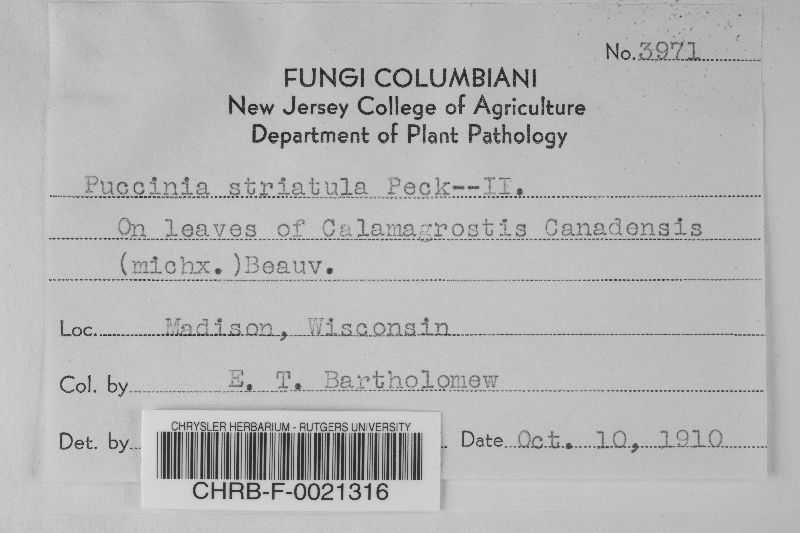 No. 3971
FUNGI COLUMBIANI
New Jersey College of Agriculture
Department of Plant Pathology
Puccinia striatula Peck--II.
On leaves of Calamagrostis Canadensis
(michx.)Beauv.
Loc. Madison, Wisconsin
Col. by E. T. Bartholomew
Det. by
Date Oct. 10, 1910
CHRYSLER HERBARIUM - RUTGERS UNIVERSITY
CHRB-F-0021316